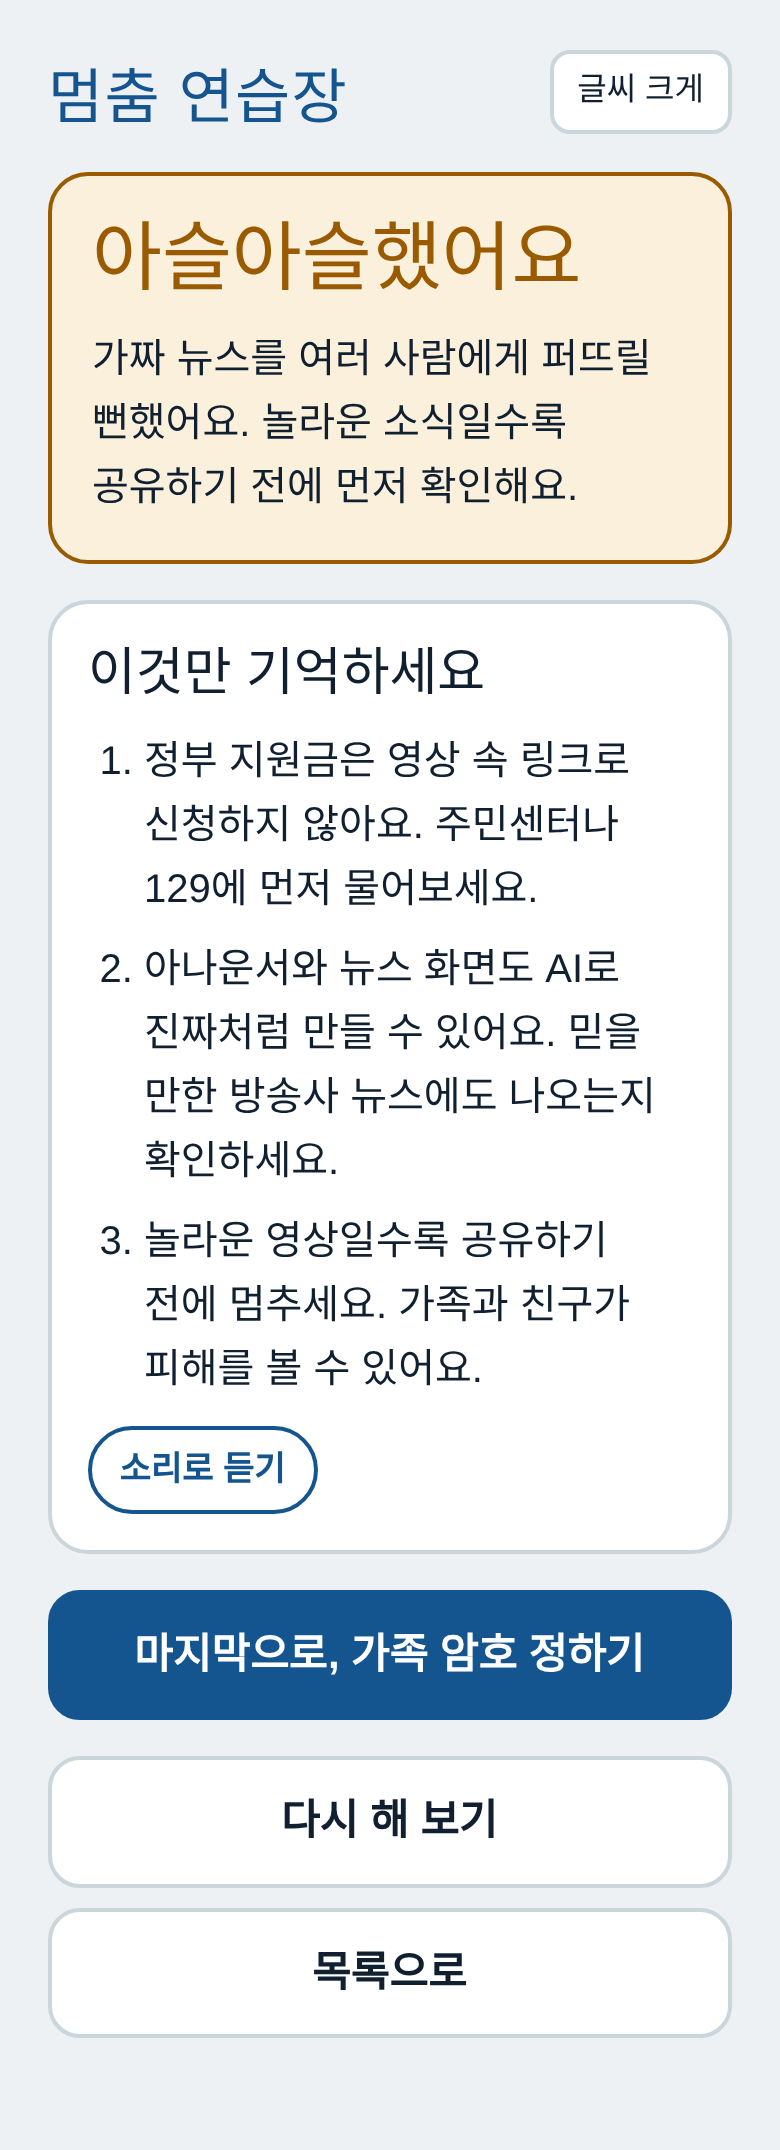 멈춤 연습장
글씨 크게
아슬아슬했어요
가짜 뉴스를 여러 사람에게 퍼뜨릴
뻔했어요. 놀라운 소식일수록
공유하기 전에 먼저 확인해요.
이것만 기억하세요
1. 정부 지원금은 영상 속 링크로
신청하지 않아요. 주민센터나
129에 먼저 물어보세요.
2. 아나운서와 뉴스 화면도 AI로
진짜처럼 만들 수 있어요. 믿을
만한 방송사 뉴스에도 나오는지
확인하세요.
3. 놀라운 영상일수록 공유하기
전에 멈추세요. 가족과 친구가
피해를 볼 수 있어요.
소리로 듣기
마지막으로, 가족 암호 정하기
다시 해 보기
목록으로